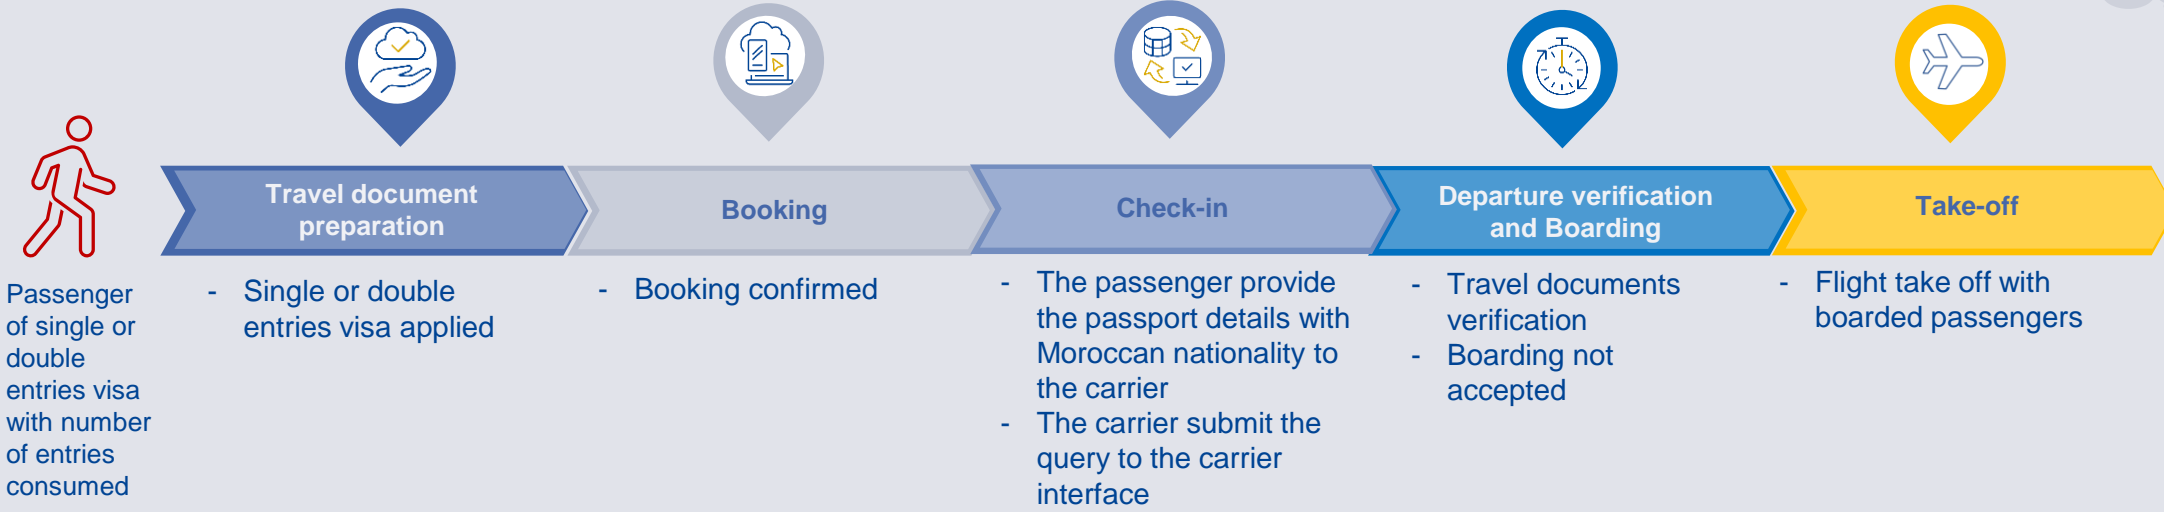 Travel document
preparation
Booking
Check-in
Departure verification
and Boarding
Take-off
Passenger
of single or
double
entries visa
with number
of entries
consumed
- Single or double
entries visa applied
- Booking confirmed
- The passenger provide
the passport details with
Moroccan nationality to
the carrier
- The carrier submit the
query to the carrier
interface
- Travel documents
verification
- Boarding not
accepted
- Flight take off with
boarded passengers